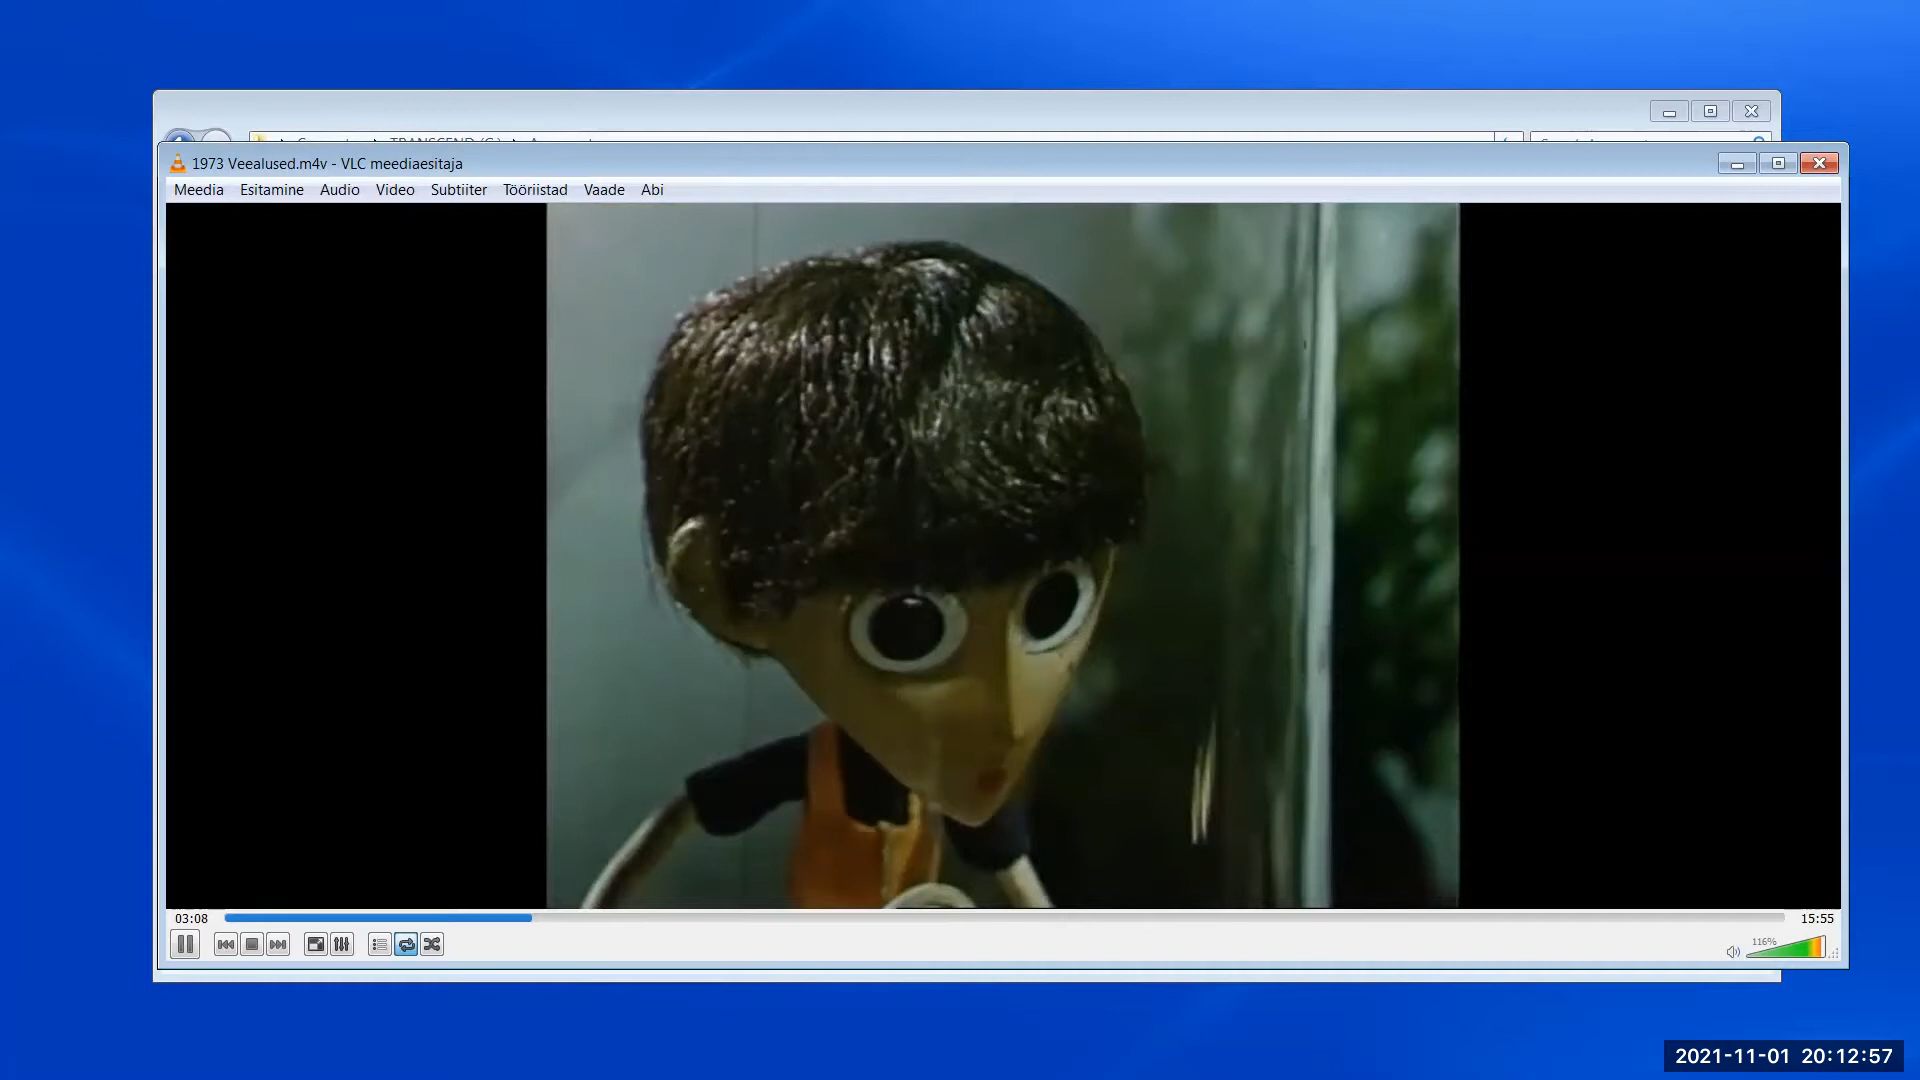 1973 Veealused.m4v - VLC meediaesitaja
Meedia Esitamine Audio Video Subtiiter Tööriistad Vaade Abi
03:08
15:55
116%
2021-11-01 20:12:57